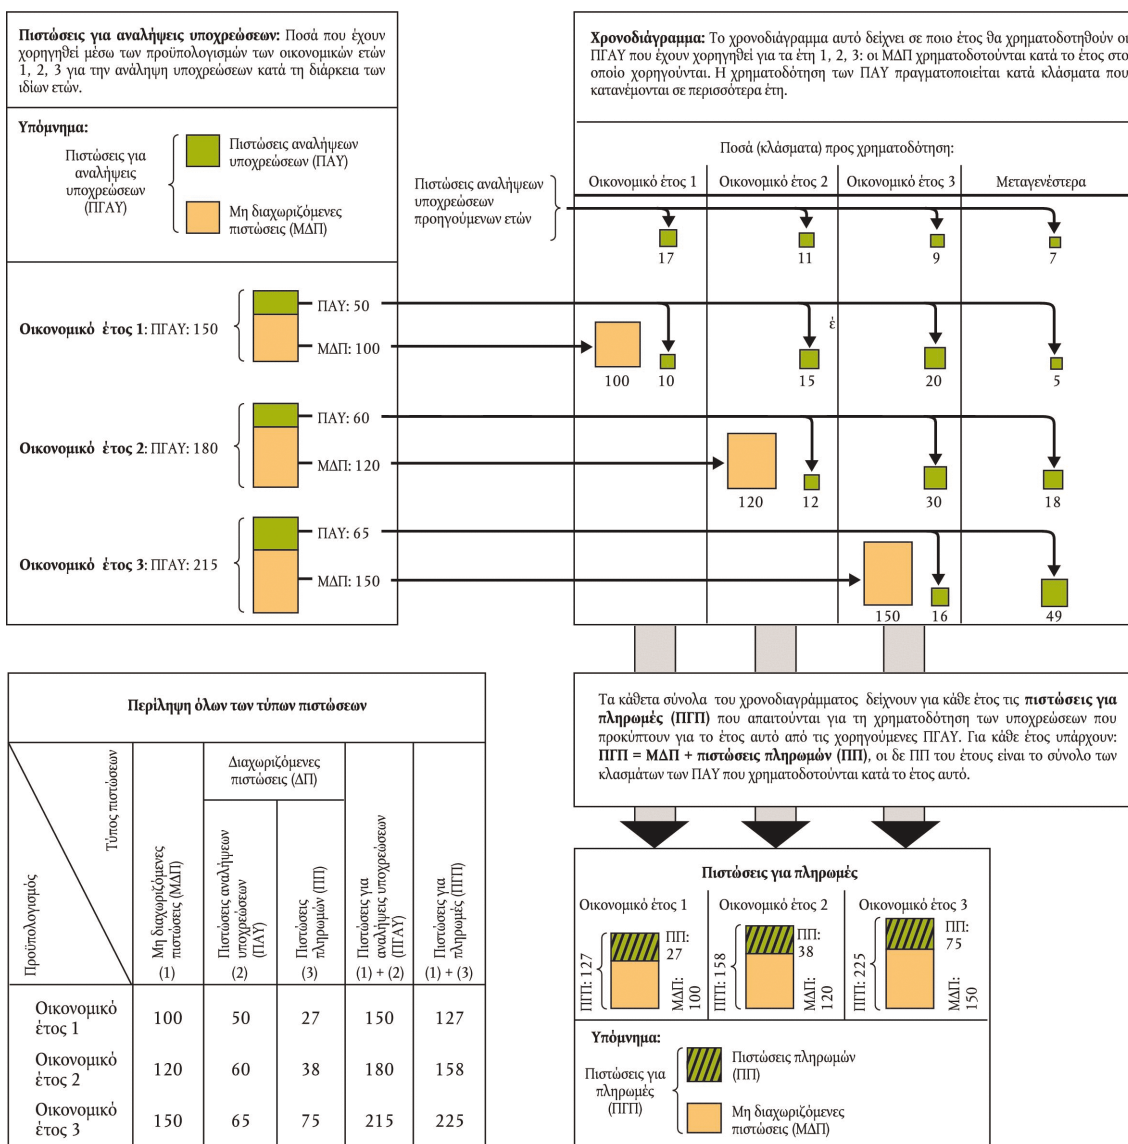 Πιστώσεις για αναλήψεις υποχρεώσεων: Ποσά που έχουν
χορηγηθεί μέσω των προϋπολογισμών των οικονομικών ετών
1, 2, 3 για την ανάληψη υποχρεώσεων κατά τη διάρκεια των
ιδίων ετών.
Υπόμνημα:
Πιστώσεις για
αναλήψεις
υποχρεώσεων
(ΠΓΑΥ)
Πιστώσεις αναλήψεων
υποχρεώσεων (ΠΑΥ)
Μη διαχωριζόμενες
πιστώσεις (ΜΔΠ)
Χρονοδιάγραμμα: Το χρονοδιάγραμμα αυτό δείχνει σε ποιο έτος θα χρηματοδοτηθούν οι
ΠΓΑΥ που έχουν χορηγηθεί για τα έτη 1, 2, 3: οι ΜΔΠ χρηματοδοτούνται κατά το έτος στο
οποίο χορηγούνται. Η χρηματοδότηση των ΠΑΥ πραγματοποιείται κατά κλάσματα που
κατανέμονται σε περισσότερα έτη.
Ποσά (κλάσματα) προς χρηματοδότηση:
Οικονομικό έτος 1 Οικονομικό έτος 2 Οικονομικό έτος 3 Μεταγενέστερα
Πιστώσεις αναλήψεων
υποχρεώσεων
προηγούμενων ετών
17 11 9 7
Οικονομικό έτος 1: ΠΓΑΥ: 150
ΠΑΥ: 50
ΜΔΠ: 100
έ
100 10 15 20 5
Οικονομικό έτος 2: ΠΓΑΥ: 180
ΠΑΥ: 60
ΜΔΠ: 120
120 12 30 18
Οικονομικό έτος 3: ΠΓΑΥ: 215
ΠΑΥ: 65
ΜΔΠ: 150
150 16 49
Τα κάθετα σύνολα του χρονοδιαγράμματος δείχνουν για κάθε έτος τις πιστώσεις για
πληρωμές (ΠΓΠ) που απαιτούνται για τη χρηματοδότηση των υποχρεώσεων που
προκύπτουν για το έτος αυτό από τις χορηγούμενες ΠΓΑΥ. Για κάθε έτος υπάρχουν:
ΠΓΠ = ΜΔΠ + πιστώσεις πληρωμών (ΠΠ), οι δε ΠΠ του έτους είναι το σύνολο των
κλασμάτων των ΠΑΥ που χρηματοδοτούνται κατά το έτος αυτό.
Περίληψη όλων των τύπων πιστώσεων
Προϋπολογισμός
Τύπος πιστώσεων
Διαχωριζόμενες
πιστώσεις (ΔΠ)
Μη διαχωριζόμενες
πιστώσεις (ΜΔΠ)
(1)
Πιστώσεις αναλήψεων
υποχρεώσεων
(ΠΑΥ)
(2)
Πιστώσεις
πληρωμών (ΠΠ)
(3)
Πιστώσεις για
αναλήψεις υποχρεώσεων
(ΠΓΑΥ)
(1) + (2)
Πιστώσεις για
πληρωμές (ΠΓΠ)
(1) + (3)
Οικονομικό
έτος 1
100 50 27 150 127
Οικονομικό
έτος 2
120 60 38 180 158
Οικονομικό
έτος 3
150 65 75 215 225
Πιστώσεις για πληρωμές
Οικονομικό έτος 1 Οικονομικό έτος 2 Οικονομικό έτος 3
ΠΓΠ: 127
ΠΠ:
27
ΜΔΠ:
100
ΠΓΠ: 158
ΠΠ:
38
ΜΔΠ:
120
ΠΓΠ: 225
ΠΠ:
75
ΜΔΠ:
150
Υπόμνημα:
Πιστώσεις για
πληρωμές
(ΠΓΠ)
Πιστώσεις πληρωμών
(ΠΠ)
Μη διαχωριζόμενες
πιστώσεις (ΜΔΠ)